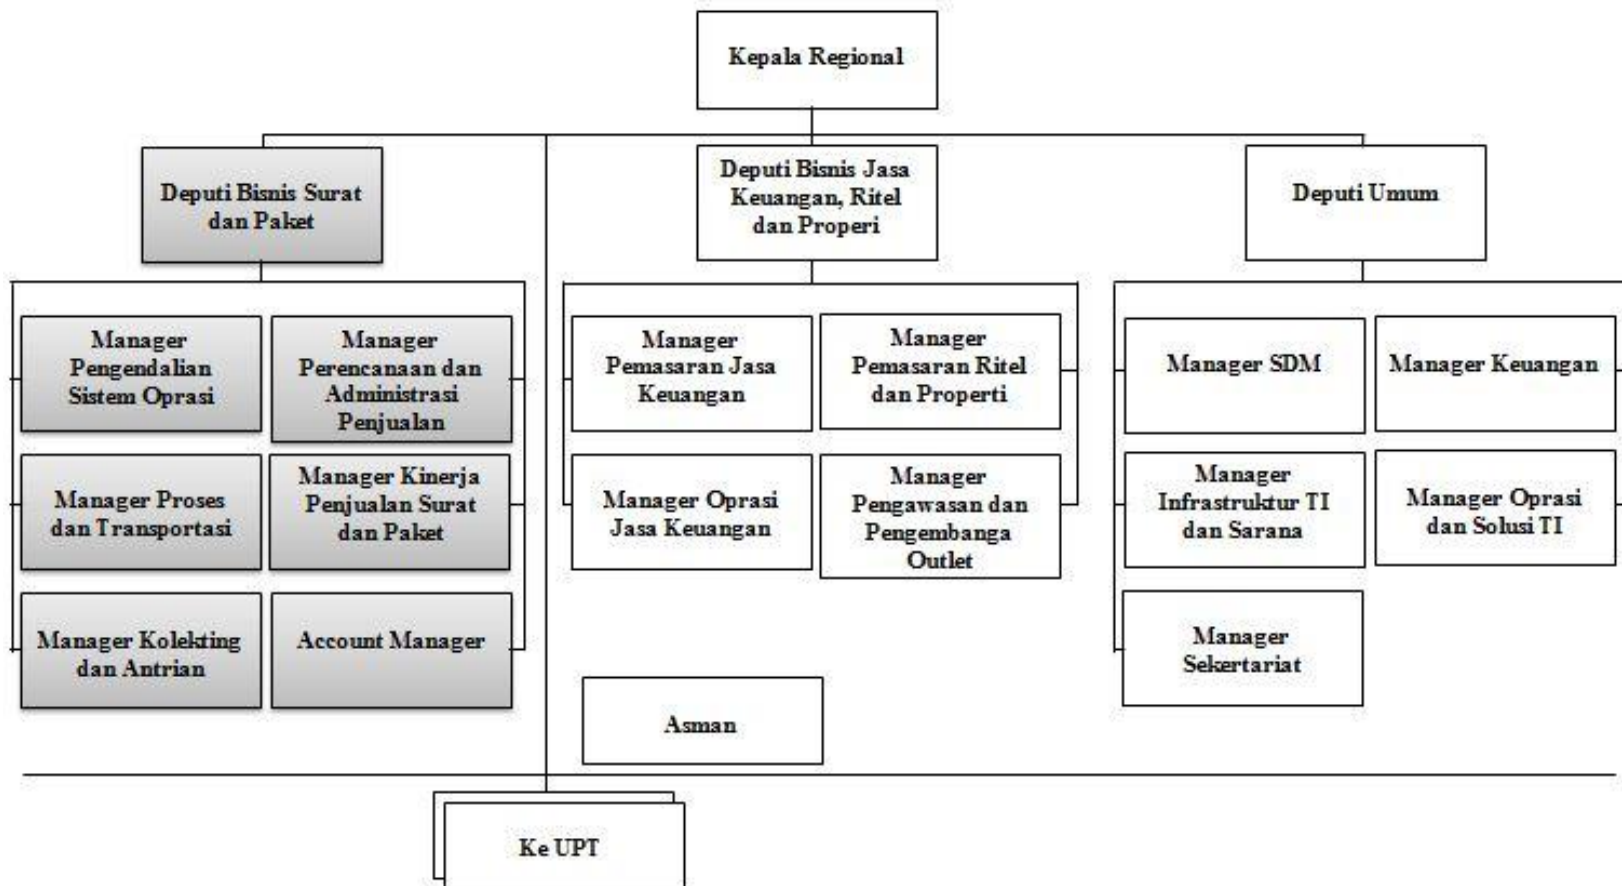 Kepala Regional
Deputi Bisnis Surat
dan Paket
Deputi Bisnis Jasa
Keuangan, Ritel
dan Properi
Deputi Umum
Manager
Pengendalian
Sistem Oprasi
Manager
Perencanaan dan
Administrasi
Penjualan
Manager
Pemasaran Jasa
Keuangan
Manager
Pemasaran Ritel
dan Properti
Manager SDM
Manager Keuangan
Manager Proses
dan Transportasi
Manager Kinerja
Penjualan Surat
dan Paket
Manager Oprasi
Jasa Keuangan
Manager
Pengawasan dan
Pengembanga
Outlet
Manager
Infrastruktur TI
dan Sarana
Manager Oprasi
dan Solusi TI
Manager Kolekting
dan Antrian
Account Manager
Manager
Sekertariat
Asman
Ke UPT